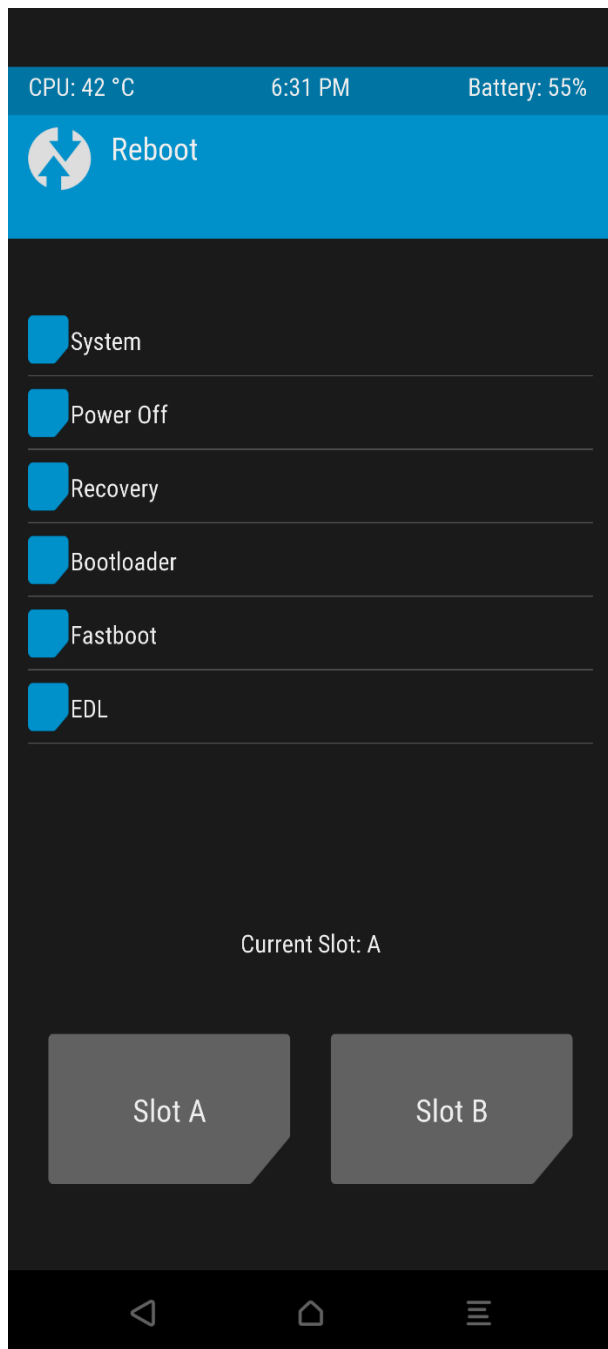 CPU: 42 °C 6:31 PM Battery: 55%
Reboot
System
Power Off
Recovery
Bootloader
Fastboot
EDL
Current Slot: A
Slot A Slot B